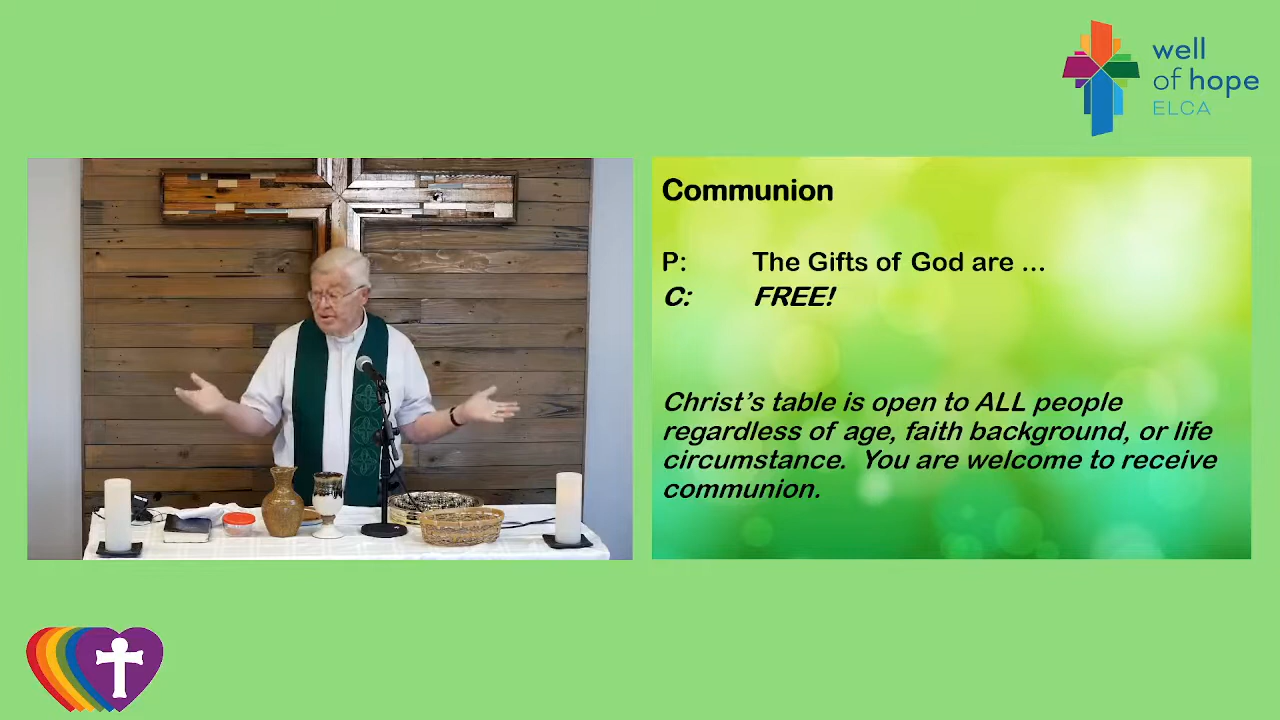 well
of hope
ELCA
Communion
P: The Gifts of God are ...
C: FREE!
Christ's table is open to ALL people
regardless of age, faith background, or life
circumstance. You are welcome to receive
communion.